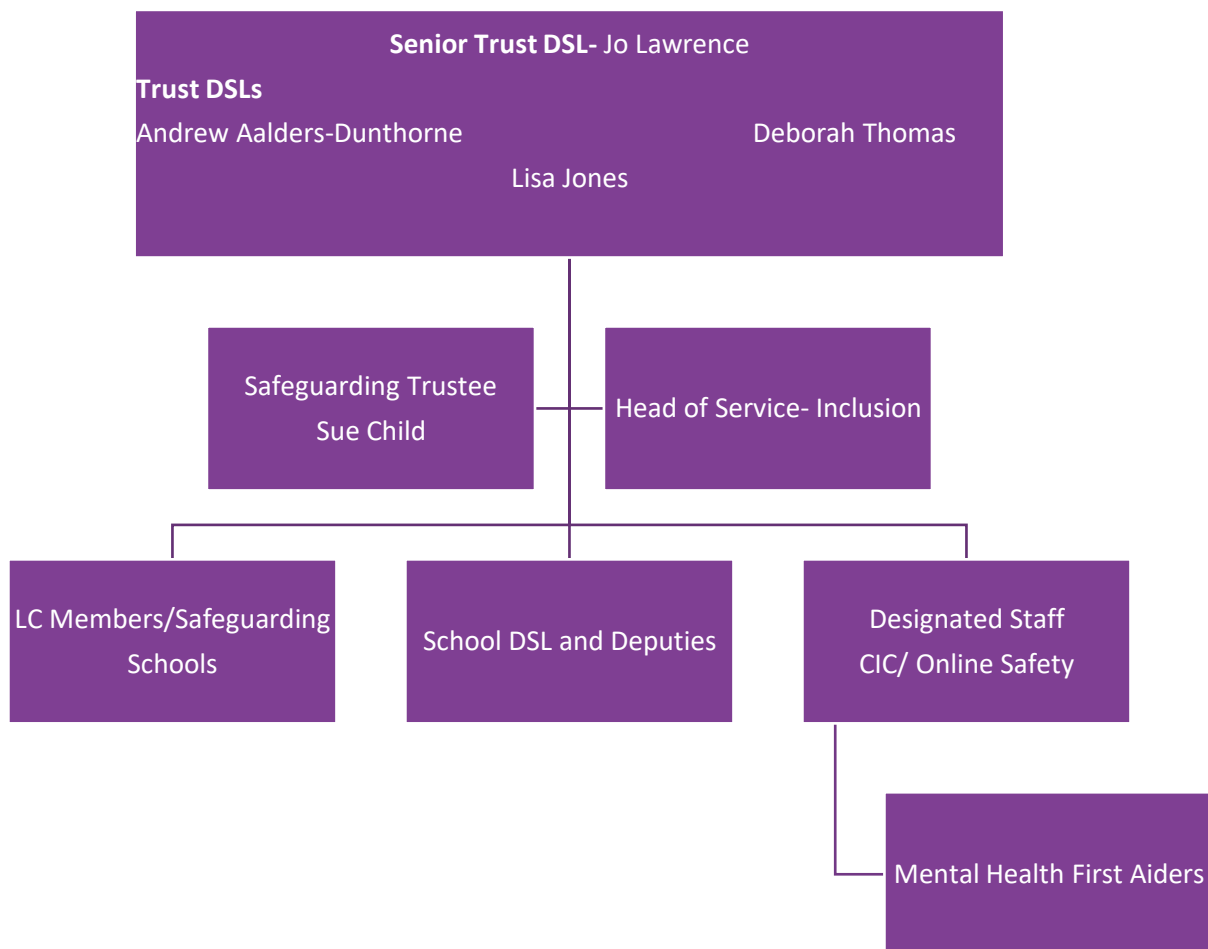 Senior Trust DSL- Jo Lawrence
Trust DSLs
Andrew Aalders-Dunthorne Deborah Thomas
Lisa Jones
Safeguarding Trustee
Sue Child
Head of Service- Inclusion
LC Members/Safeguarding
Schools
School DSL and Deputies
Designated Staff
CIC/ Online Safety
Mental Health First Aiders